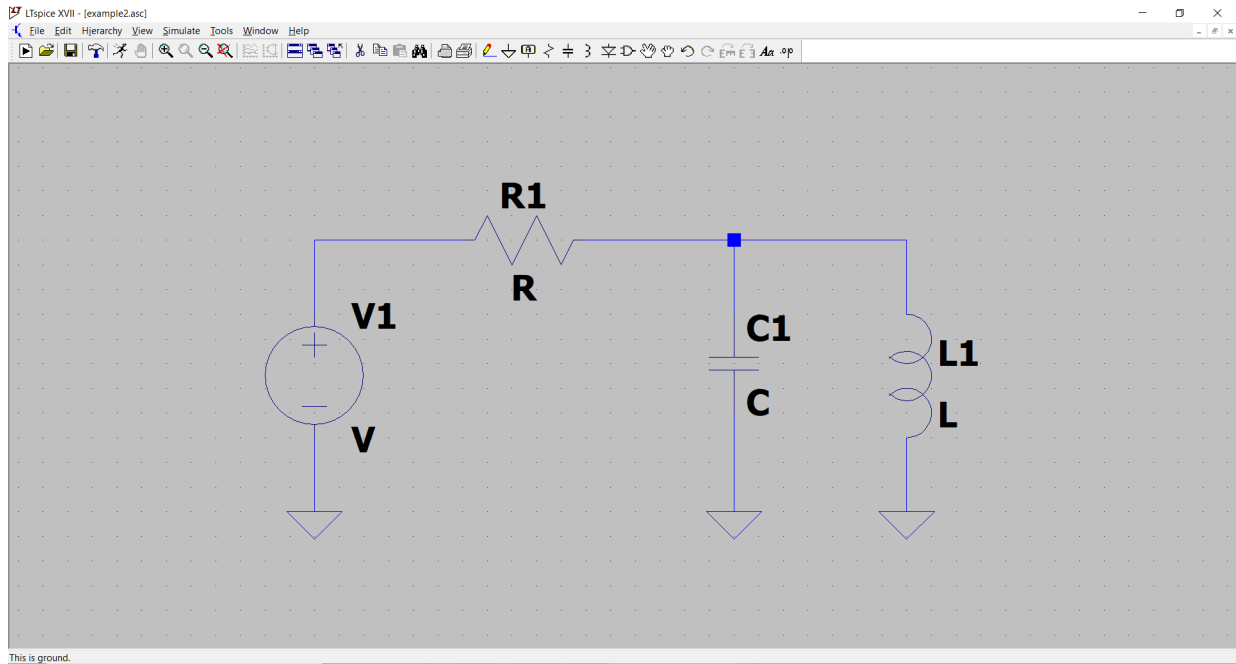 LTspice XVII - [example2.asc]
File Edit Hierarchy View Simulate Tools Window Help
Aa .op
R1
R
V1
V
C1
C
L1
L
This is ground.